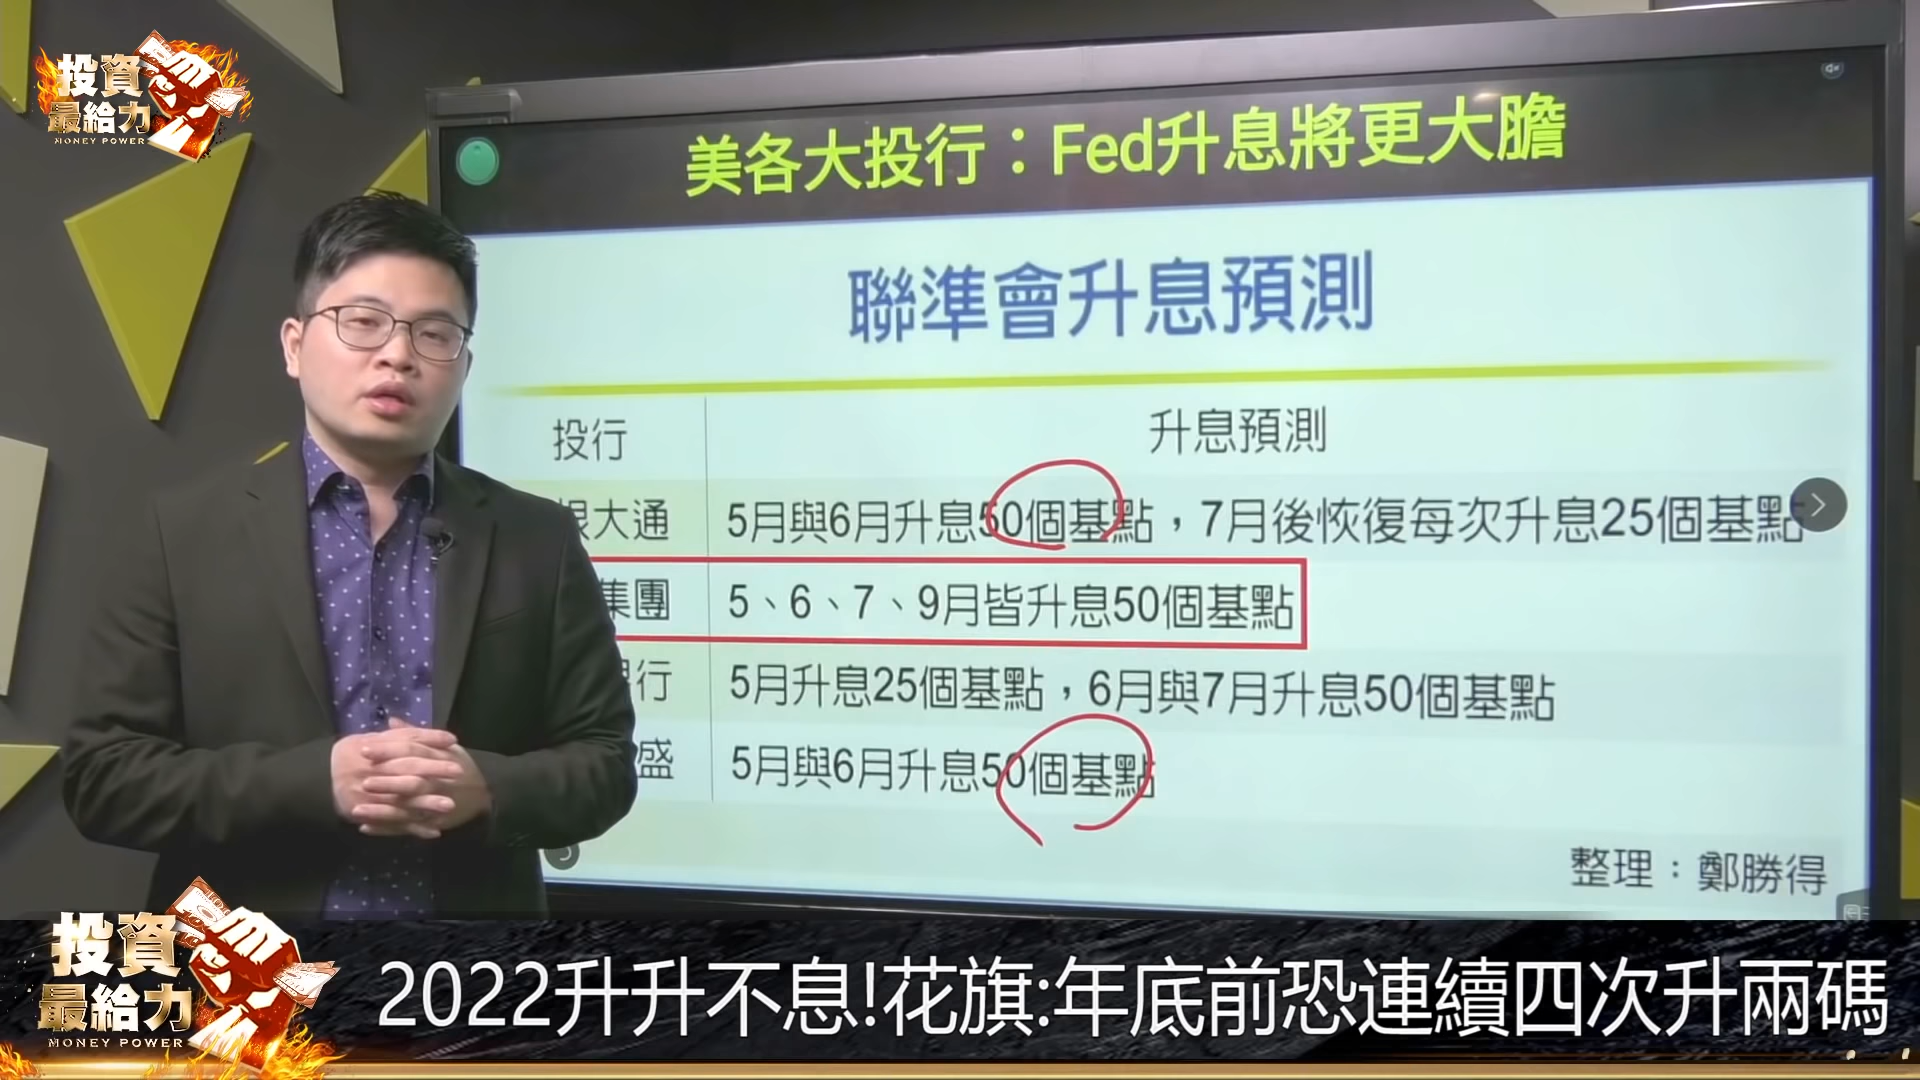 投資
最給力
MONEY POWER
美各大投行：Fed升息將更大膽
聯準會升息預測
投行 升息預測
大通 5月與6月升息50個基點，7月後恢復每次升息25個基點
集團 5、6、7、9月皆升息50個基點
行 5月升息25個基點，6月與7月升息50個基點
盛 5月與6月升息50個基點
整理：鄭勝得
投資
最給力
MONEY POWER
2022升升不息!花旗:年底前恐連續四次升兩碼